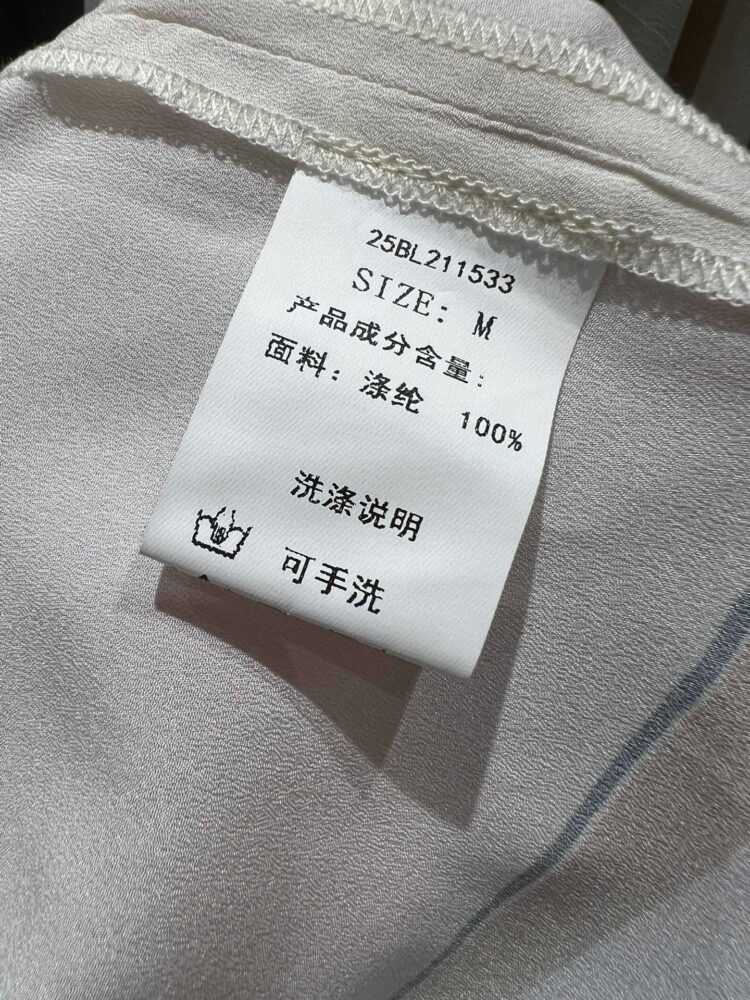 25BL211533
SIZE: M
产品成分含量:
面料: 涤纶 100%
洗涤说明
可手洗